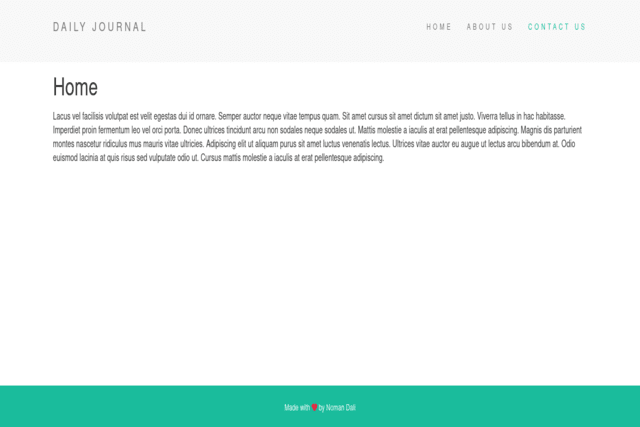 DAILY JOURNAL
HOME ABOUT US CONTACT US
Home
Lacus vel facilisis volutpat est velit egestas dui id ornare. Semper auctor neque vitae tempus quam. Sit amet cursus sit amet dictum sit amet justo. Viverra tellus in hac habitasse.
Imperdiet proin fermentum leo vel orci porta. Donec ultrices tincidunt arcu non sodales neque sodales ut. Mattis molestie a iaculis at erat pellentesque adipiscing. Magnis dis parturient
montes nascetur ridiculus mus mauris vitae ultricies. Adipiscing elit ut aliquam purus sit amet luctus venenatis lectus. Ultrices vitae auctor eu augue ut lectus arcu bibendum at. Odio
euismod lacinia at quis risus sed vulputate odio ut. Cursus mattis molestie a iaculis at erat pellentesque adipiscing.
Made with ❤ by Noman Dali